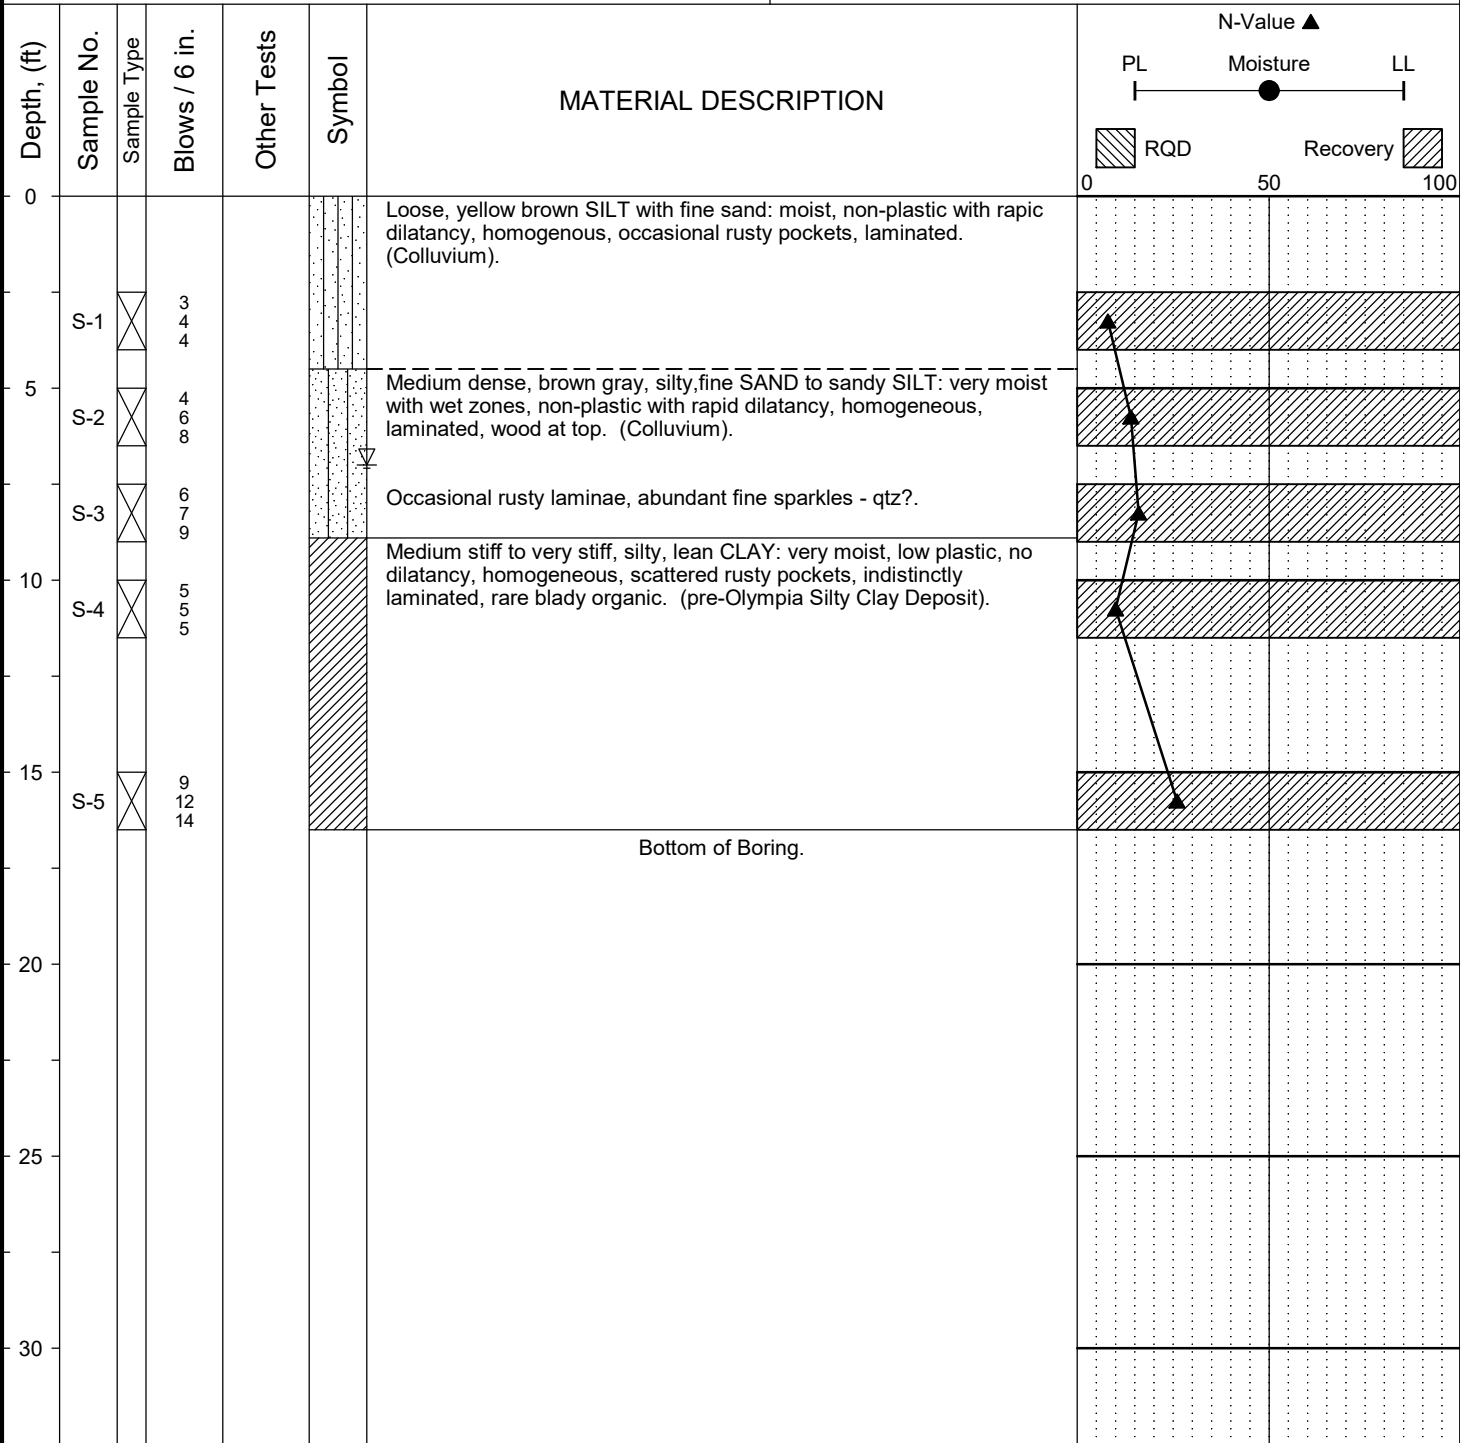 Depth, (ft)
Sample No.
Sample Type
Blows / 6 in.
Other Tests
Symbol
MATERIAL DESCRIPTION
N-Value
PL Moisture LL
RQD Recovery
0 50 100
0
Loose, yellow brown SILT with fine sand: moist, non-plastic with rapic
dilatancy, homogenous, occasional rusty pockets, laminated.
(Colluvium).
3
S-1 4
4
5
Medium dense, brown gray, silty,fine SAND to sandy SILT: very moist
with wet zones, non-plastic with rapid dilatancy, homogeneous,
laminated, wood at top. (Colluvium).
4
S-2 6
8
Occasional rusty laminae, abundant fine sparkles - qtz?.
6
S-3 7
9
Medium stiff to very stiff, silty, lean CLAY: very moist, low plastic, no
dilatancy, homogeneous, scattered rusty pockets, indistinctly
laminated, rare blady organic. (pre-Olympia Silty Clay Deposit).
10
5
S-4 5
5
15
9
S-5 12
14
Bottom of Boring.
20
25
30